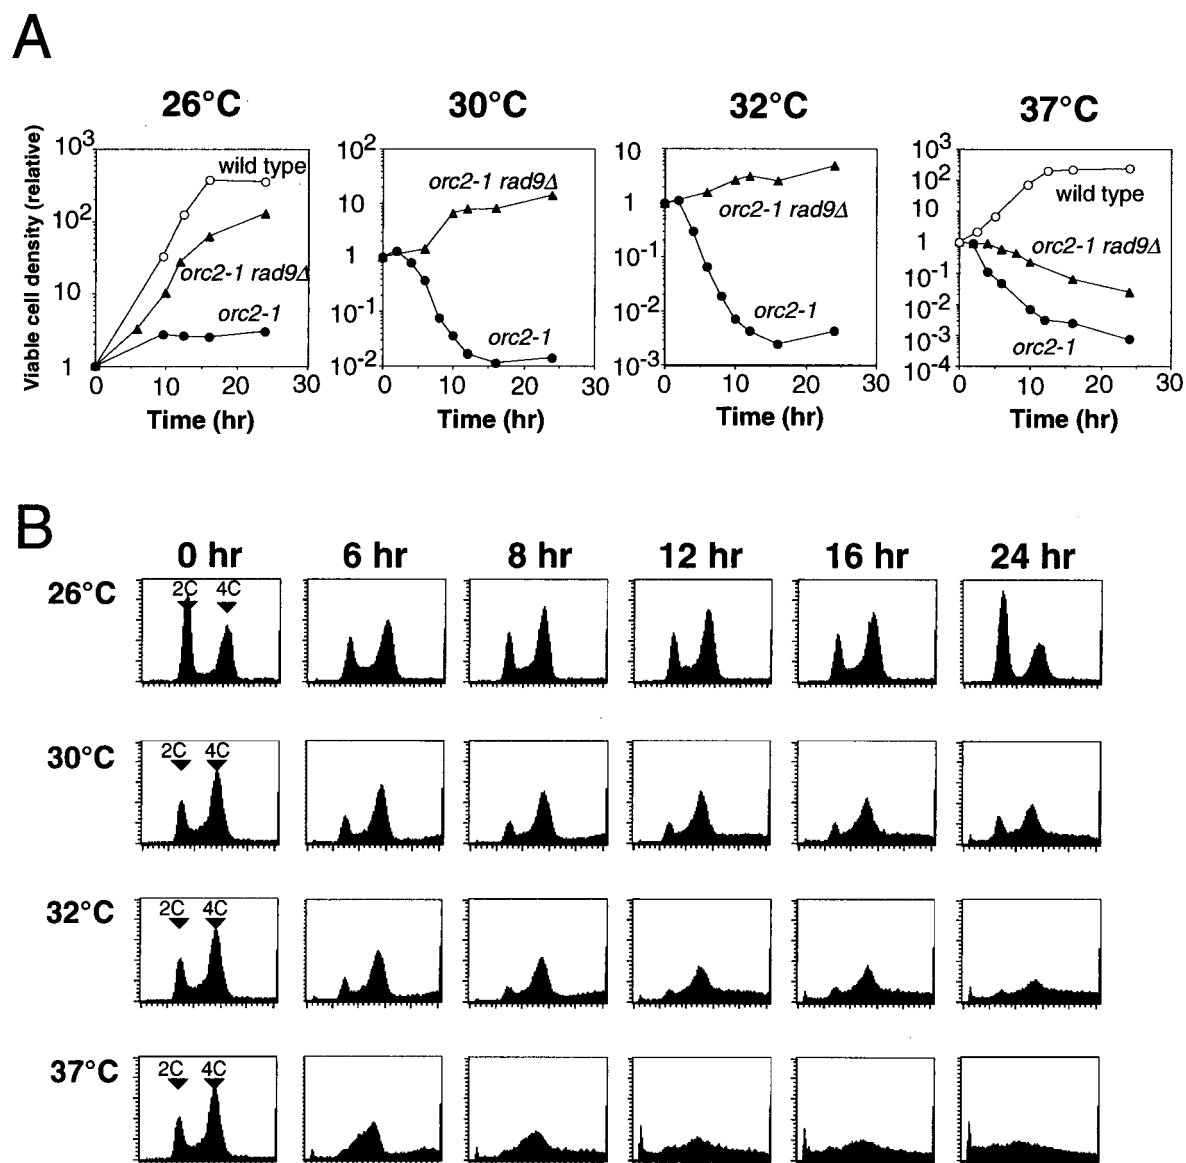 A
26°C 30°C 32°C 37°C
Viable cell density (relative)
10³
10²
10
1
wild type
orc2-1 rad9Δ
orc2-1
0 10 20 30
Time (hr)
10²
10
1
10⁻¹
10⁻²
orc2-1 rad9Δ
orc2-1
0 10 20 30
Time (hr)
10
1
10⁻¹
10⁻²
10⁻³
orc2-1 rad9Δ
orc2-1
0 10 20 30
Time (hr)
10³
10²
10
1
10⁻¹
10⁻²
10⁻³
10⁻⁴
wild type
orc2-1 rad9Δ
orc2-1
0 10 20 30
Time (hr)
B
0 hr 6 hr 8 hr 12 hr 16 hr 24 hr
26°C
2C 4C
30°C
2C 4C
32°C
2C 4C
37°C
2C 4C